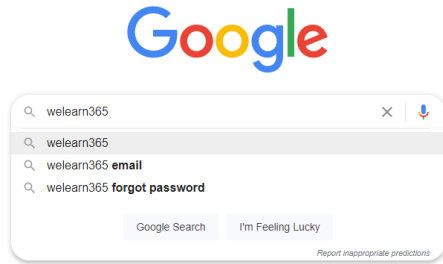 Google
welearn365
welearn365
welearn365 email
welearn365 forgot password
Google Search I'm Feeling Lucky
Report inappropriate predictions